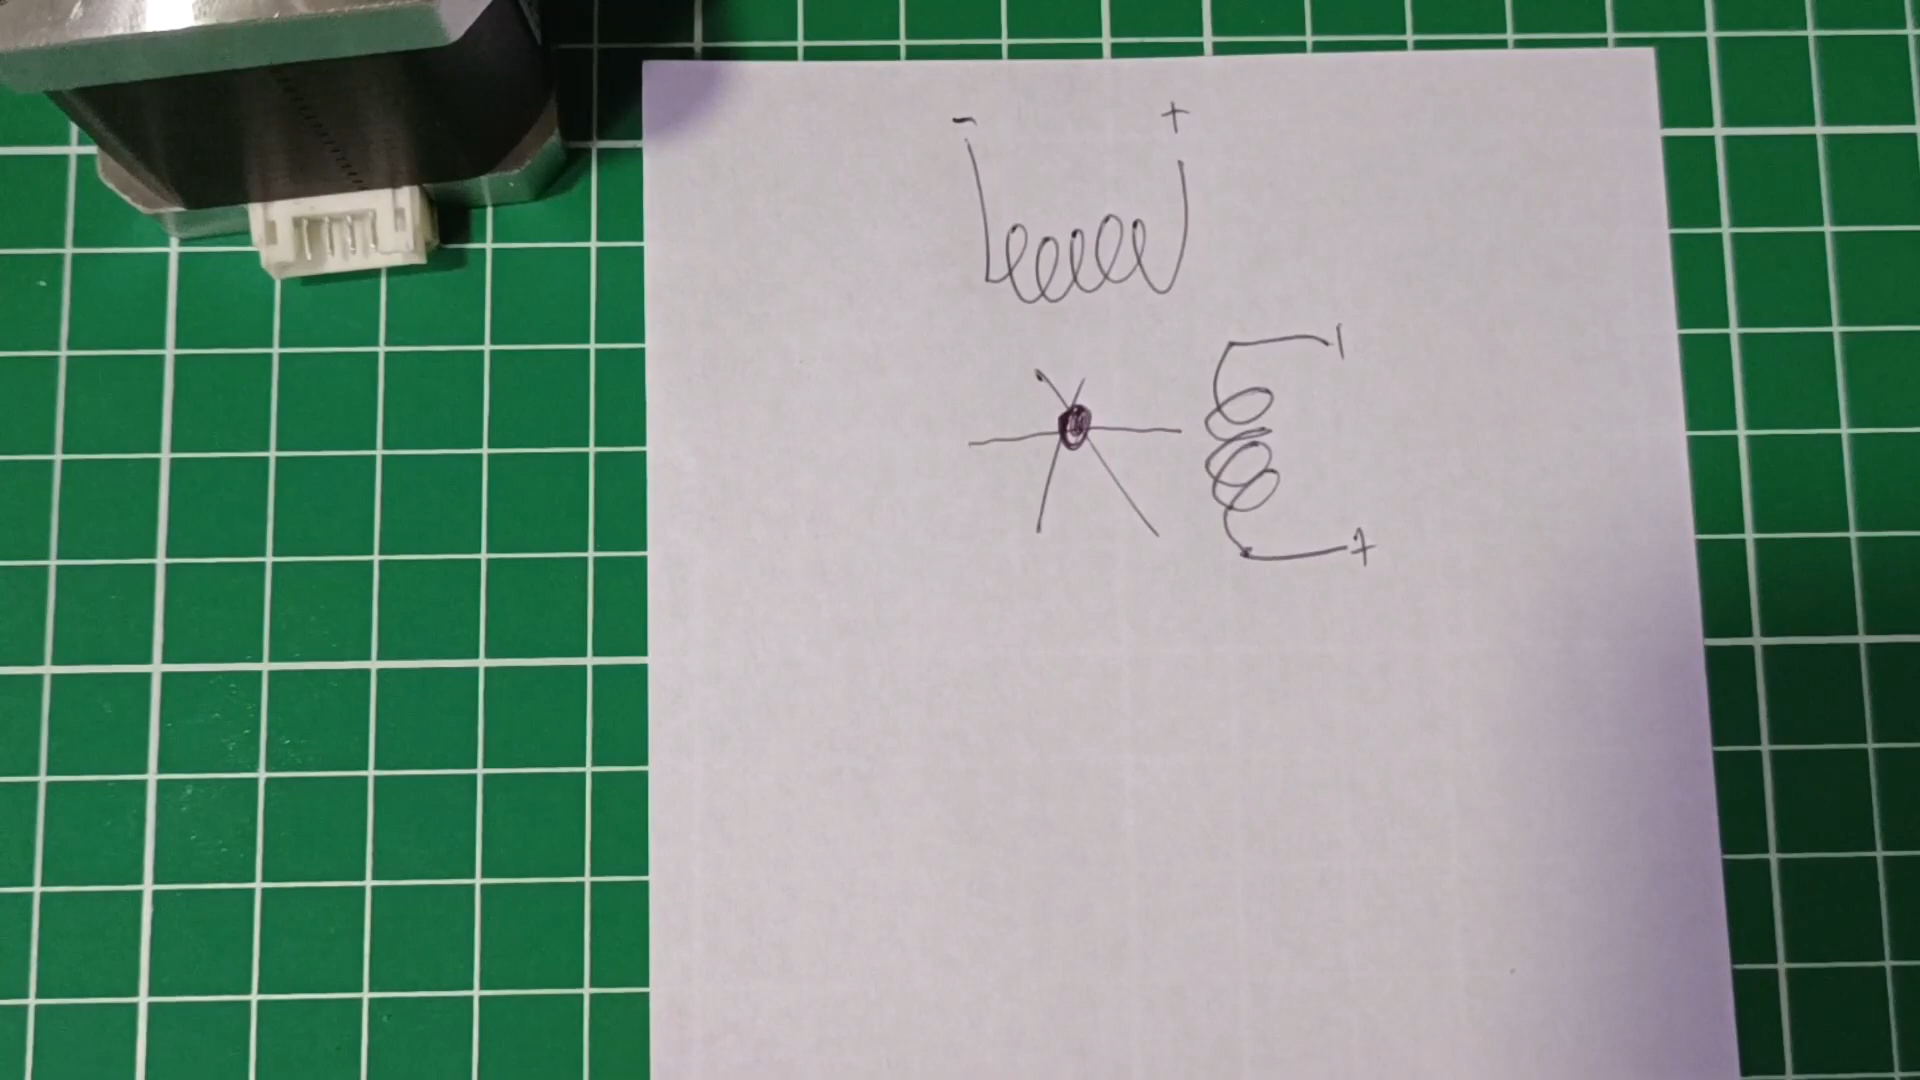 - +
-
+